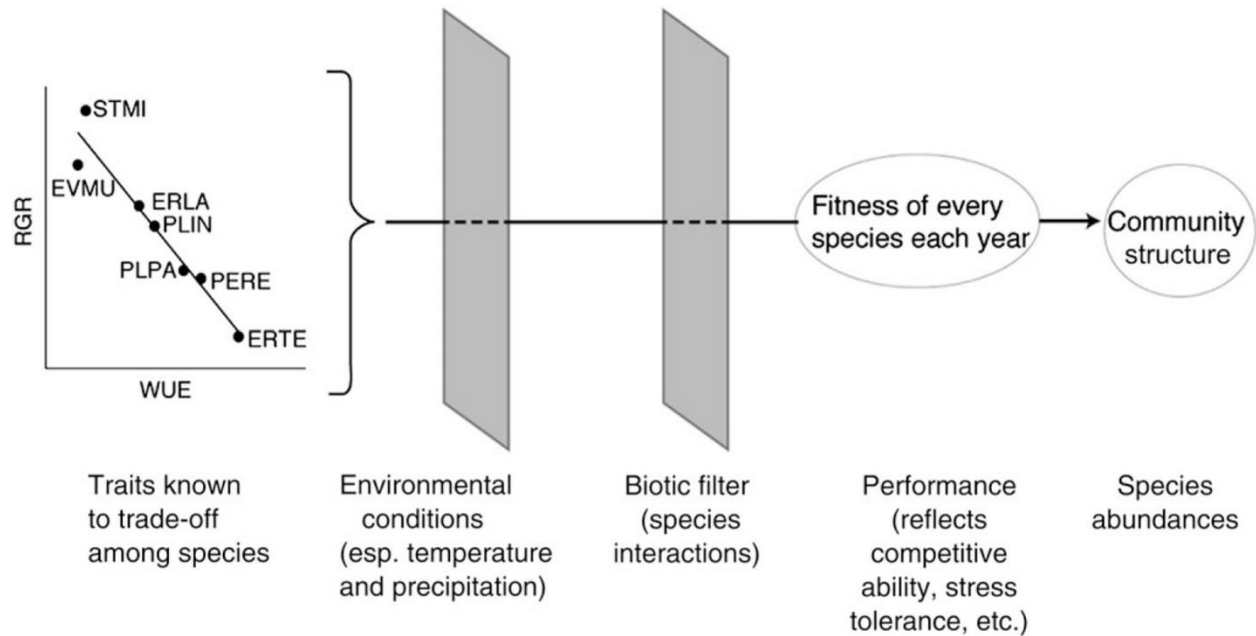 STMI
EVMU
ERLA
PLIN
PLPA
PERE
ERTE
RGR
WUE
Fitness of every
species each year
Community
structure
Traits known
to trade-off
among species
Environmental
conditions
(esp. temperature
and precipitation)
Biotic filter
(species
interactions)
Performance
(reflects
competitive
ability, stress
tolerance, etc.)
Species
abundances